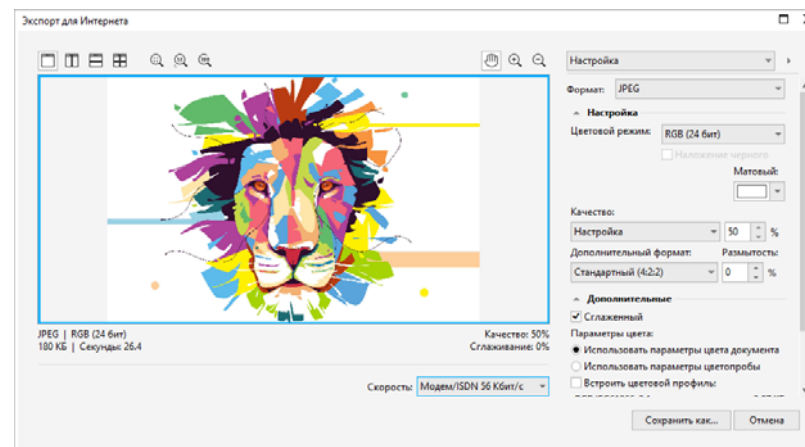 Экспорт для Интернета
Настройка
Формат: JPEG
Настройка
Цветовой режим: RGB (24 бит)
Наложение черного
Матовый:
Качество:
Настройка 50 %
Дополнительный формат: Размытость:
Стандартный (4:2:2) 0 %
Дополнительные
Сглаженный
Параметры цвета:
Использовать параметры цвета документа
Использовать параметры цветопробы
Встроить цветовой профиль:
JPEG | RGB (24 бит) Качество: 50%
180 КБ | Секунды: 26.4 Сглаживание: 0%
Скорость: Модем/ISDN 56 Кбит/с
Сохранить как... Отмена